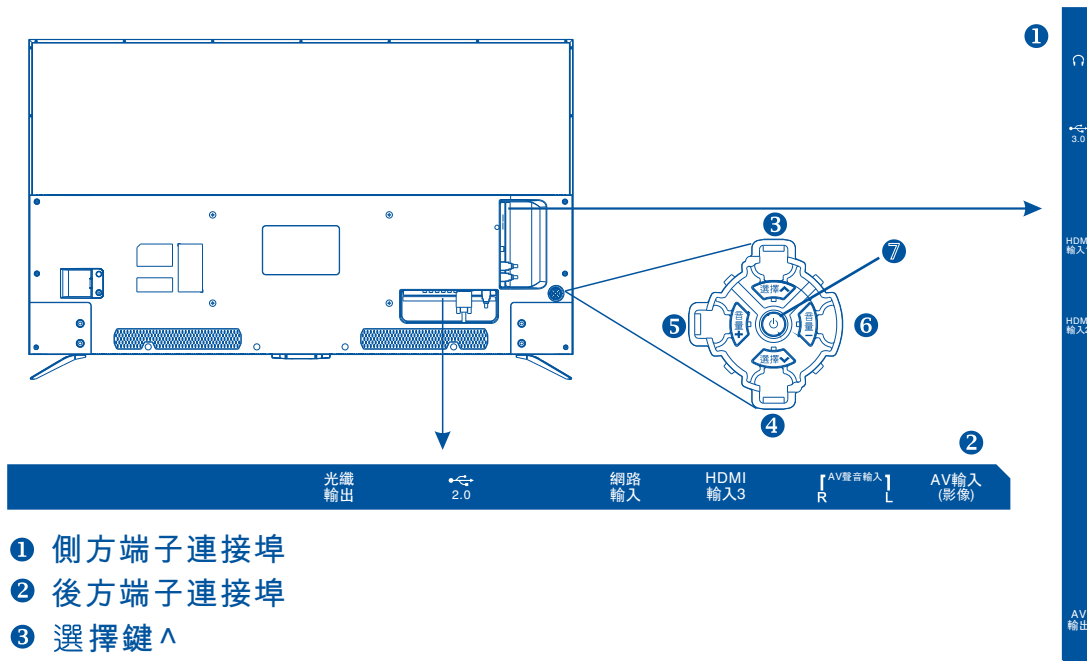 ❶
3.0
HDMI
輸入
HDMI
輸入
AV
輸出
❸
❼
選擇∧
❺
音量+
音量−
❻
選擇∨
❹
❷
光纖
輸出
2.0
網路
輸入
HDMI
輸入3
AV聲音輸入
R
L
AV輸入
(影像)
❶ 側方端子連接埠
❷ 後方端子連接埠
❸ 選擇鍵∧